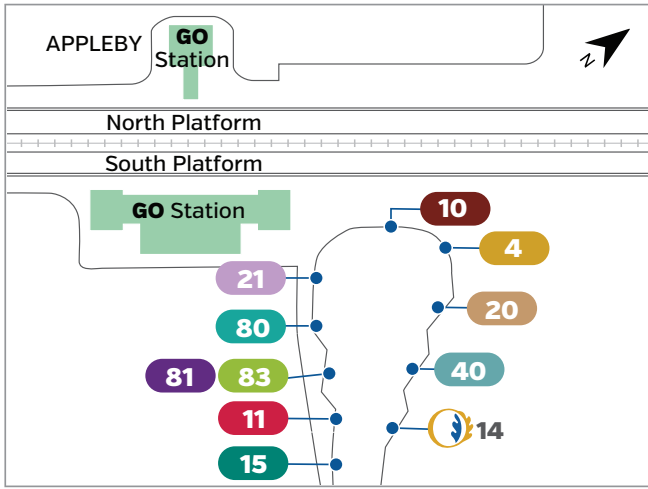 APPLEBY
GO
Station
N
North Platform
South Platform
GO Station
10
4
21
20
80
81 83
40
11
14
15